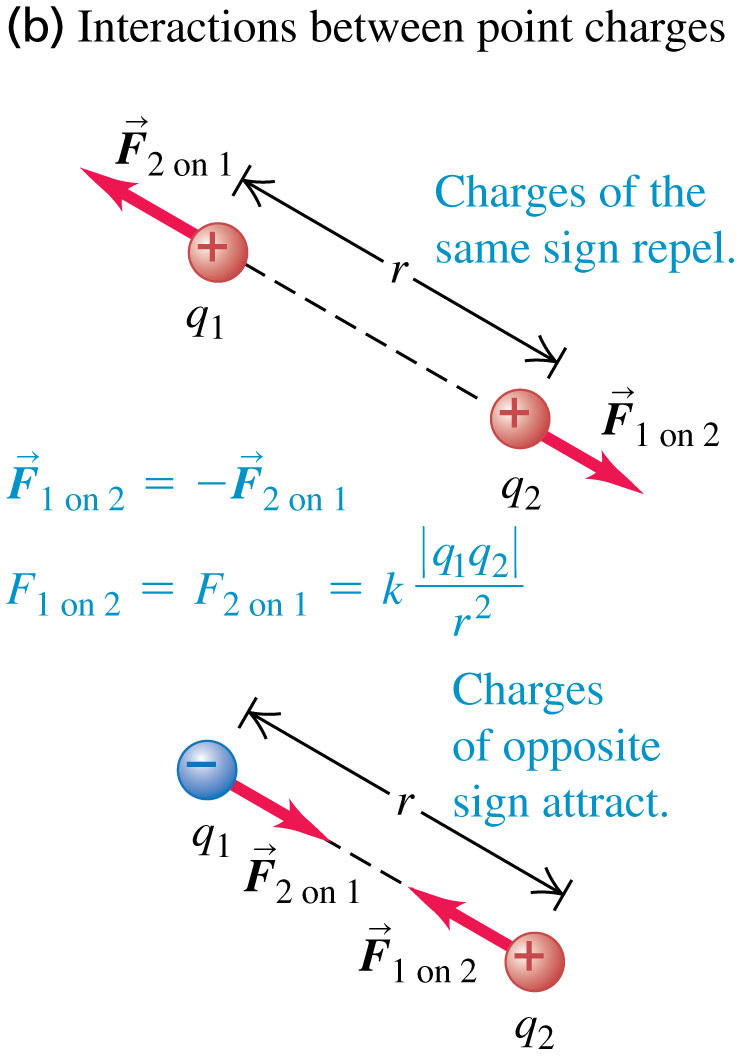 (b) Interactions between point charges
F⃗2 on 1
Charges of the
same sign repel.
r
+
q1
+
F⃗1 on 2
q2
F⃗1 on 2 = −F⃗2 on 1
F1 on 2 = F2 on 1 = k |q1q2| / r²
Charges
of opposite
sign attract.
−
r
q1
F⃗2 on 1
F⃗1 on 2
+
q2